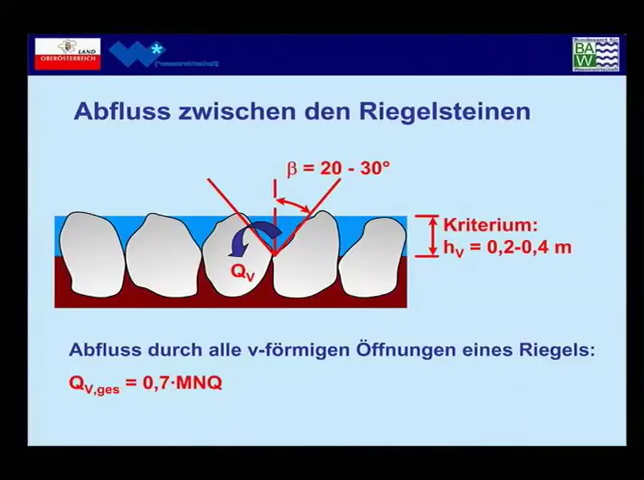 LAND
OBERÖSTERREICH
BAW
Abfluss zwischen den Riegelsteinen
β = 20 - 30°
Kriterium:
hV = 0,2-0,4 m
QV
Abfluss durch alle v-förmigen Öffnungen eines Riegels:
QV,ges = 0,7·MNQ